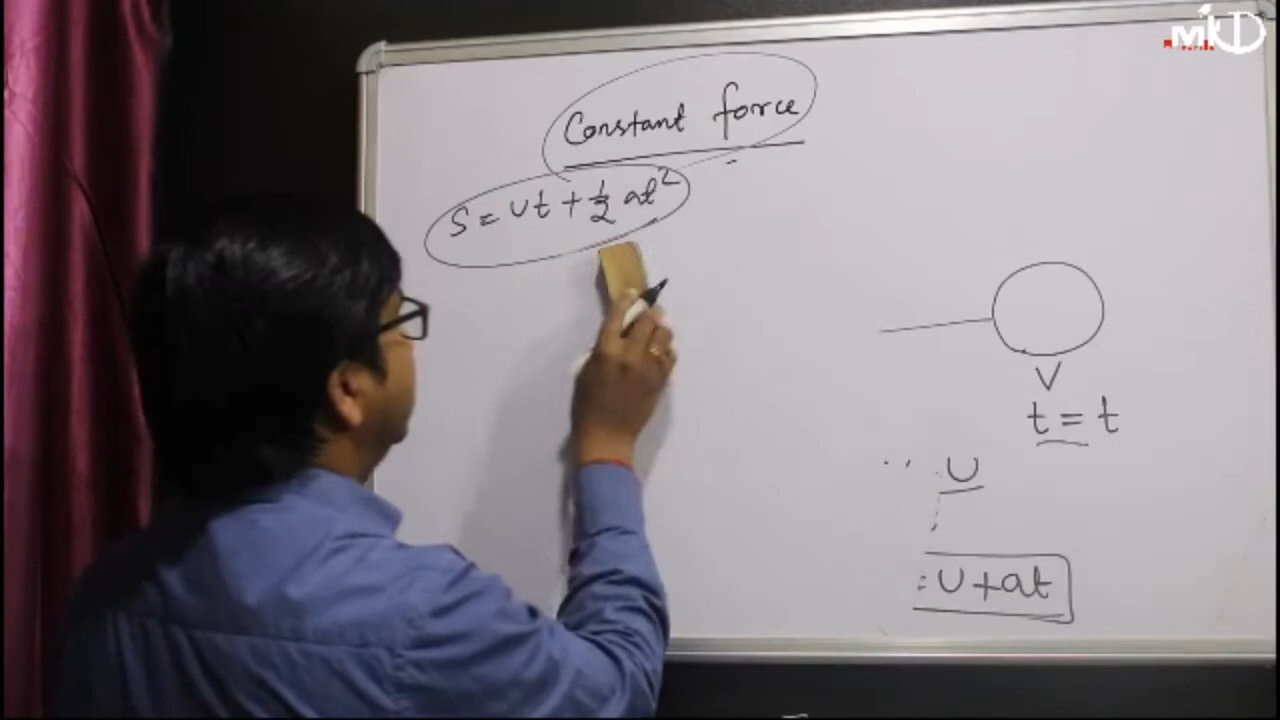 Constant force
S = ut + 1/2 at²
V
t = t
U
= U + at